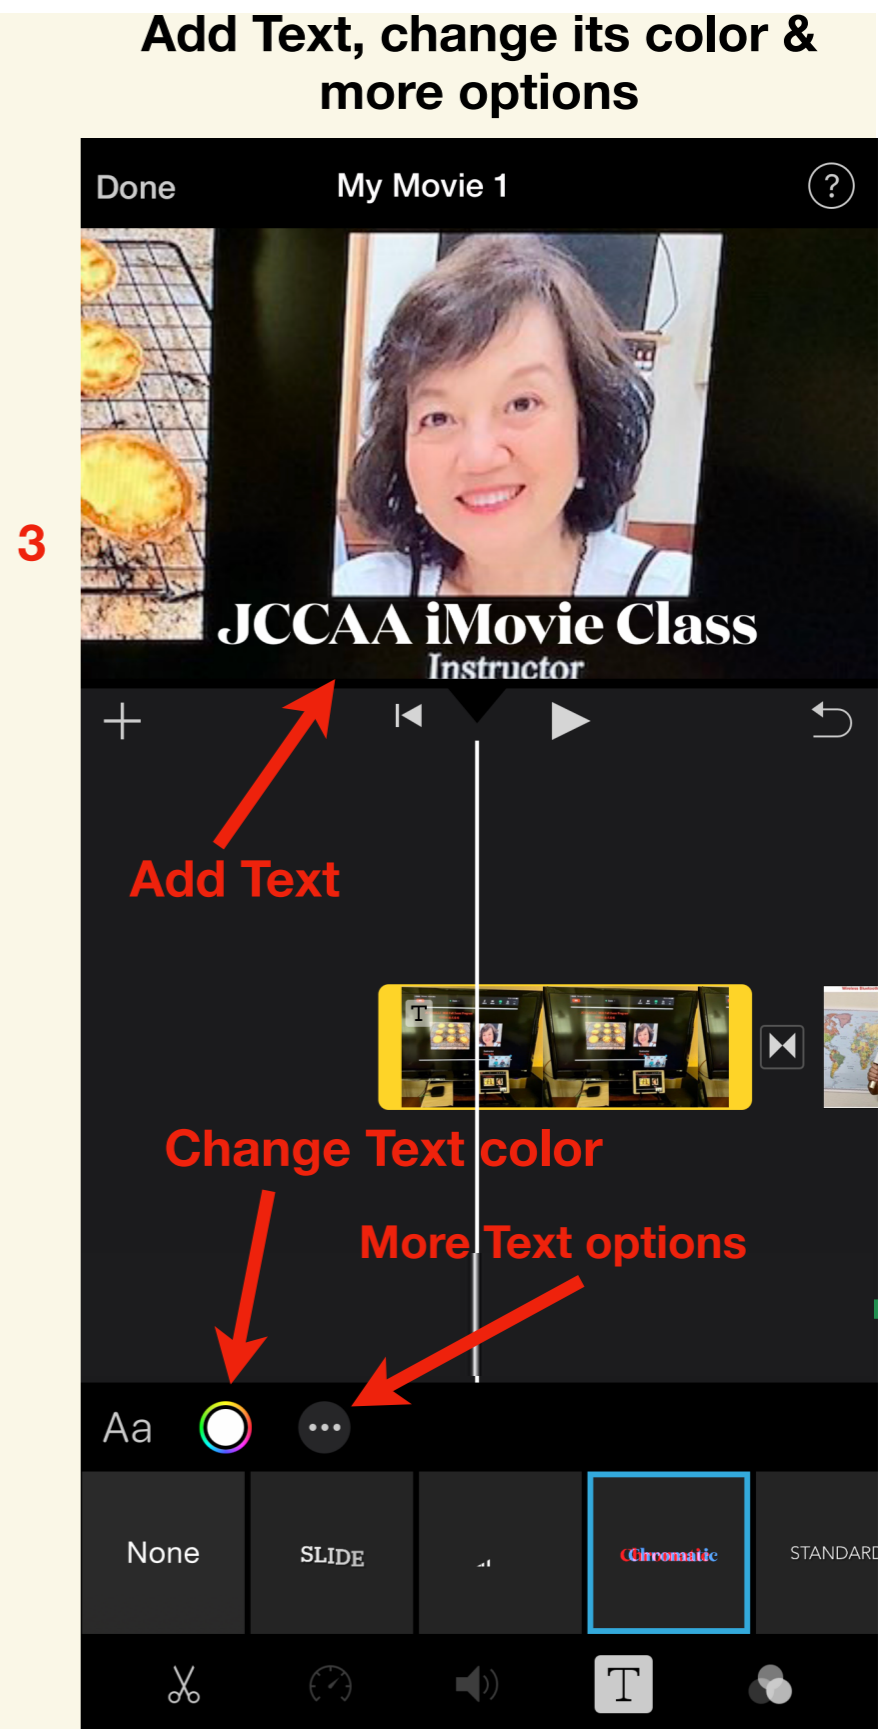 Add Text, change its color &
more options
Done
My Movie 1
?
3
JCCAA iMovie Class
Instructor
Add Text
T
Change Text color
More Text options
Aa
None
SLIDE
Chromatic
STANDARD
T